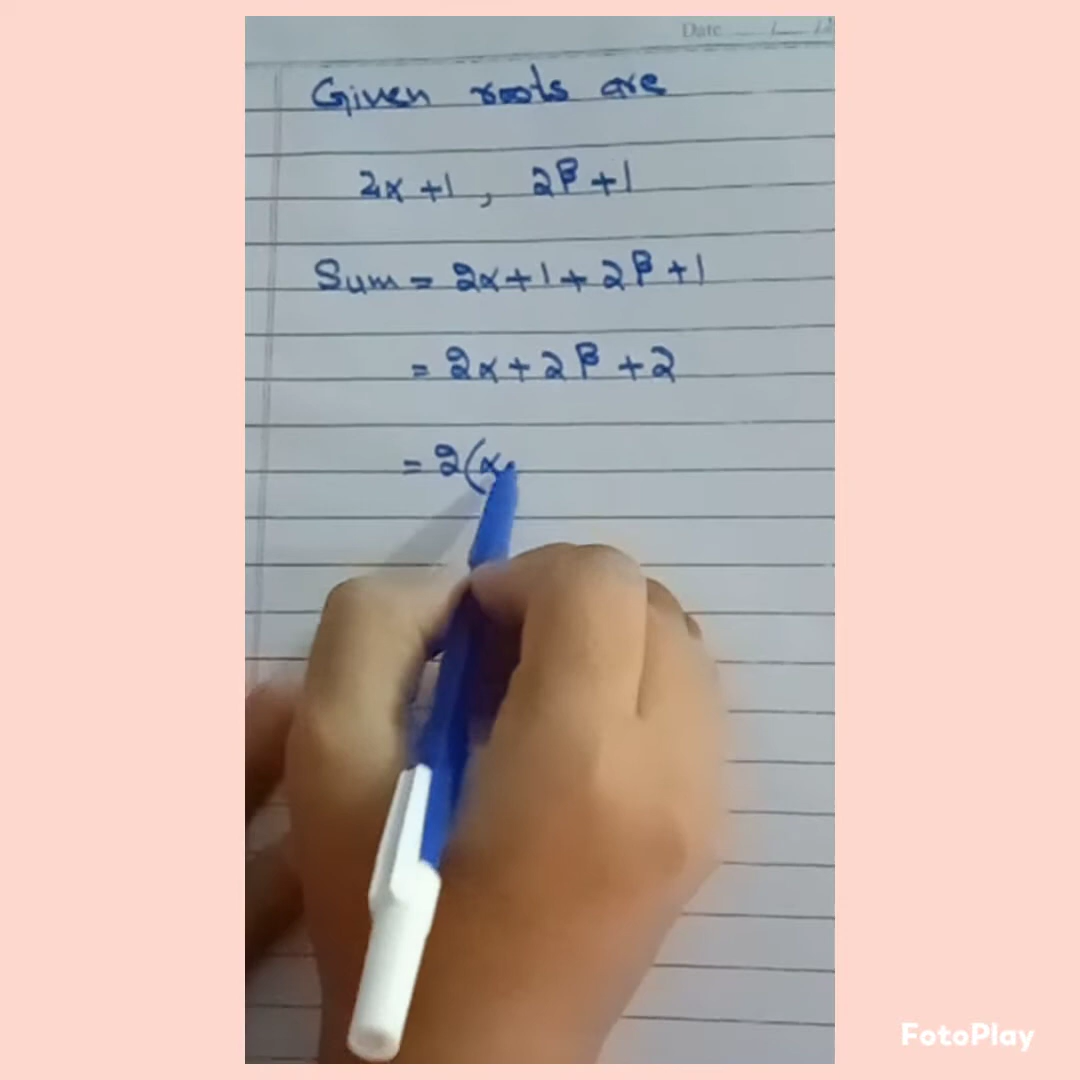 Date
Given roots are
2α + 1 , 2β + 1
Sum = 2α + 1 + 2β + 1
= 2α + 2β + 2
= 2(α
FotoPlay